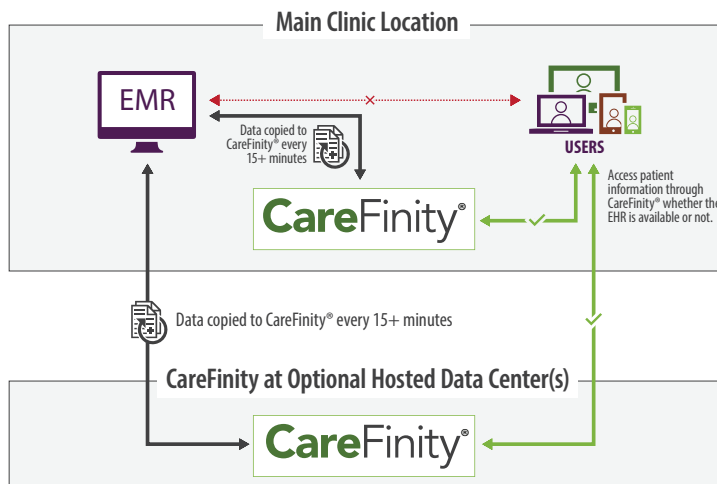 Main Clinic Location
EMR
Data copied to
CareFinity® every
15+ minutes
USERS
Access patient
information through
CareFinity® whether the
EHR is available or not.
CareFinity®
Data copied to CareFinity® every 15+ minutes
CareFinity at Optional Hosted Data Center(s)
CareFinity®